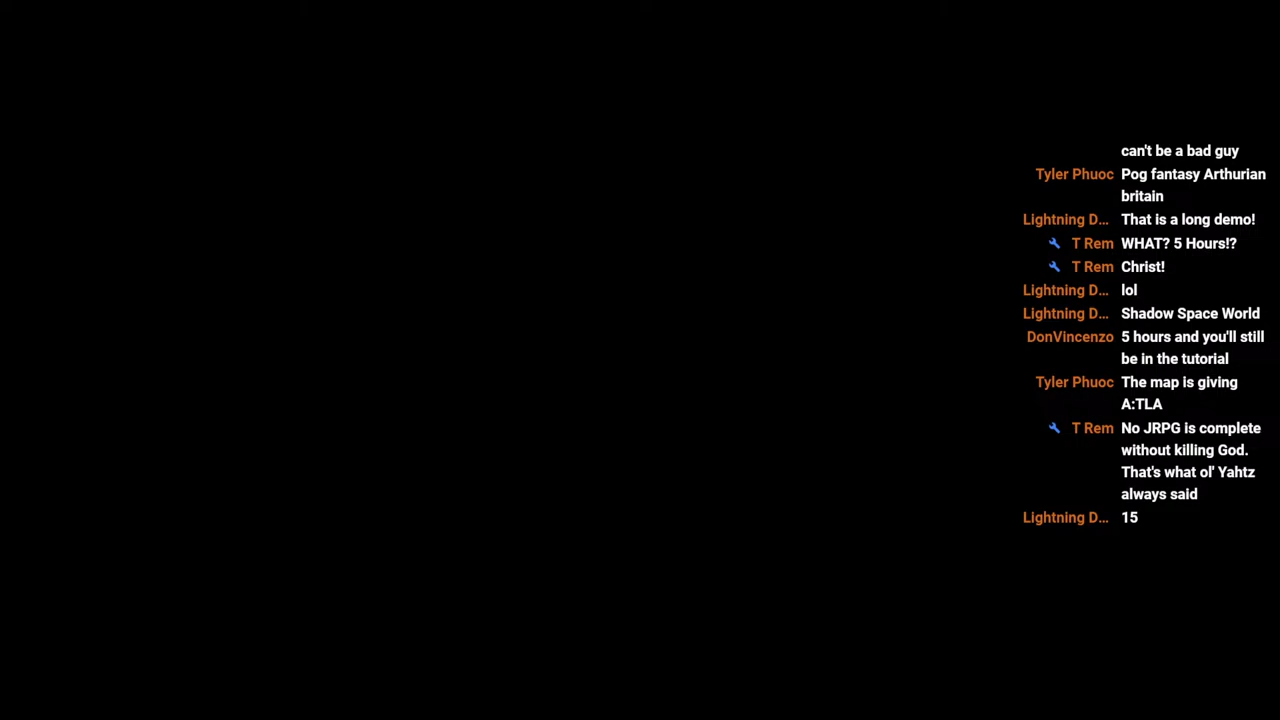 can't be a bad guy
Tyler Phuoc Pog fantasy Arthurian
britain
Lightning D... That is a long demo!
T Rem WHAT? 5 Hours!?
T Rem Christ!
Lightning D... lol
Lightning D... Shadow Space World
DonVincenzo 5 hours and you'll still
be in the tutorial
Tyler Phuoc The map is giving
A:TLA
T Rem No JRPG is complete
without killing God.
That's what ol' Yahtz
always said
Lightning D... 15